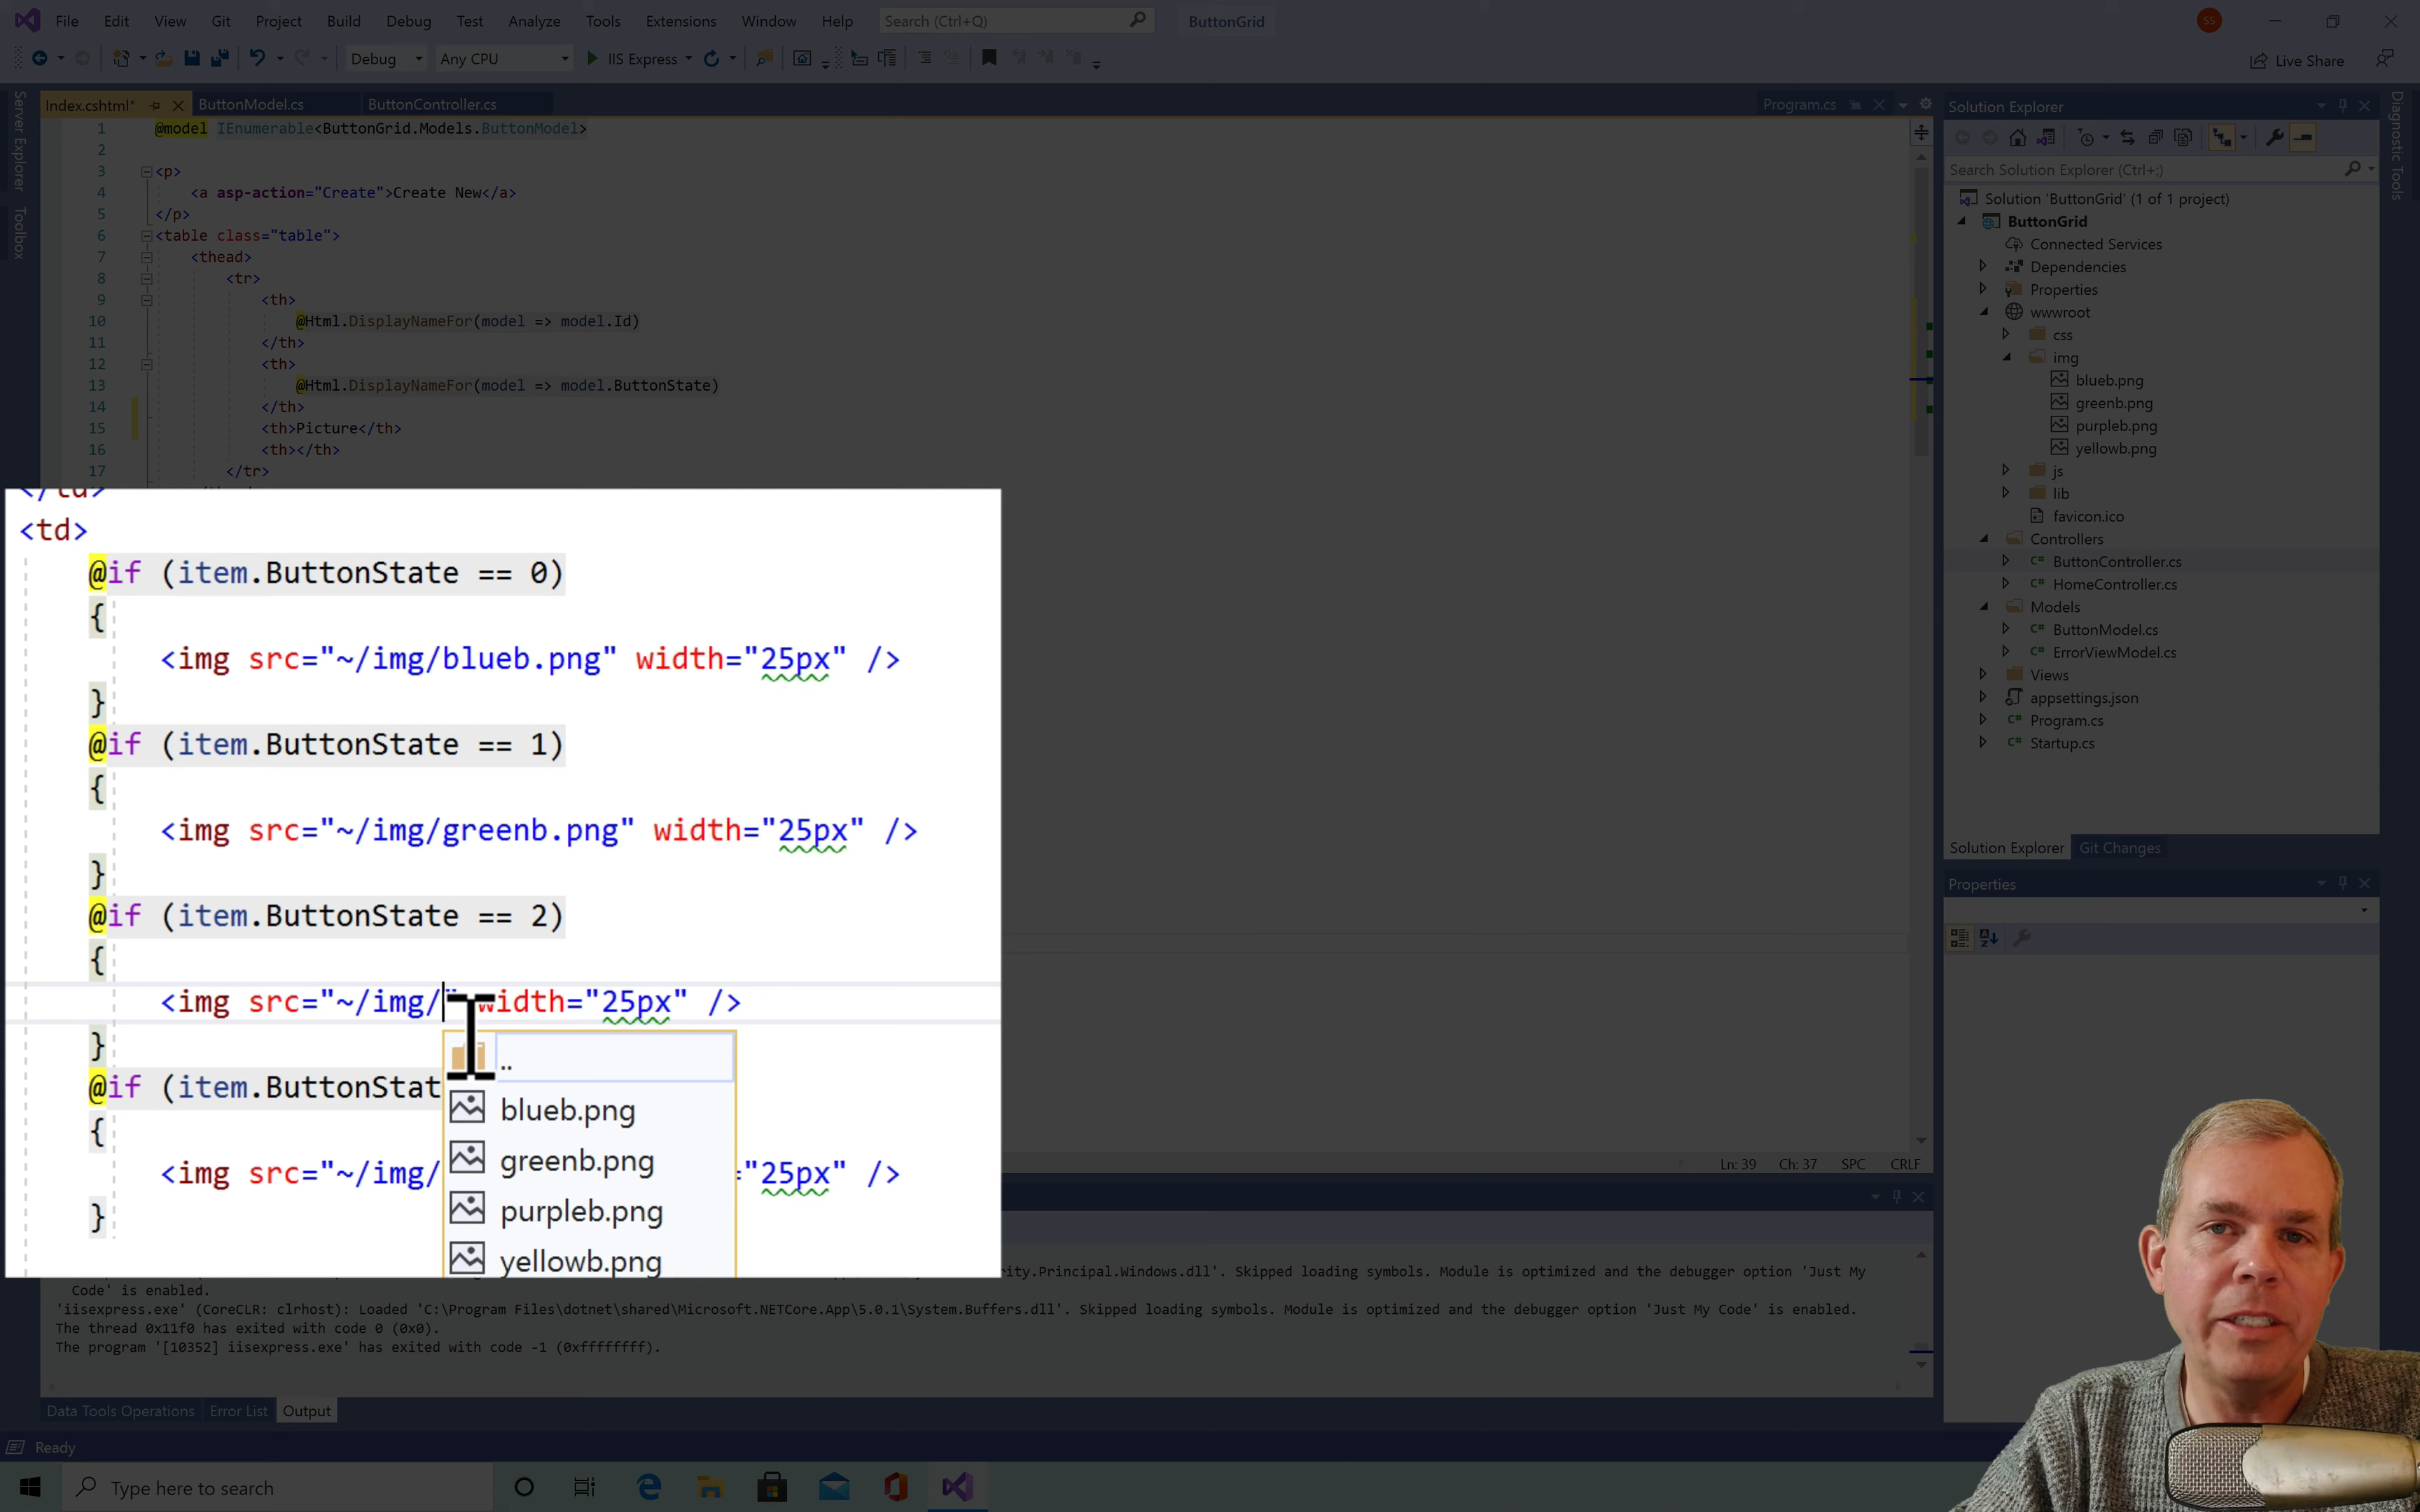 File Edit View Git Project Build Debug Test Analyze Tools Extensions Window Help Search (Ctrl+Q) ButtonGrid SS
Debug Any CPU IIS Express Live Share
Server Explorer
Toolbox
Index.cshtml* ButtonModel.cs ButtonController.cs Program.cs
1 @model IEnumerable<ButtonGrid.Models.ButtonModel>
2
3 <p>
4 <a asp-action="Create">Create New</a>
5 </p>
6 <table class="table">
7 <thead>
8 <tr>
9 <th>
10 @Html.DisplayNameFor(model => model.Id)
11 </th>
12 <th>
13 @Html.DisplayNameFor(model => model.ButtonState)
14 </th>
15 <th>Picture</th>
16 <th></th>
17 </tr>
</td>
<td>
@if (item.ButtonState == 0)
{
<img src="~/img/blueb.png" width="25px" />
}
@if (item.ButtonState == 1)
{
<img src="~/img/greenb.png" width="25px" />
}
@if (item.ButtonState == 2)
{
<img src="~/img/" width="25px" />
}
@if (item.ButtonStat
{
<img src="~/img/ ="25px" />
}
..
blueb.png
greenb.png
purpleb.png
yellowb.png
Ln: 39 Ch: 37 SPC CRLF
rity.Principal.Windows.dll'. Skipped loading symbols. Module is optimized and the debugger option 'Just My
Code' is enabled.
'iisexpress.exe' (CoreCLR: clrhost): Loaded 'C:\Program Files\dotnet\shared\Microsoft.NETCore.App\5.0.1\System.Buffers.dll'. Skipped loading symbols. Module is optimized and the debugger option 'Just My Code' is enabled.
The thread 0x11f0 has exited with code 0 (0x0).
The program '[10352] iisexpress.exe' has exited with code -1 (0xffffffff).
Data Tools Operations Error List Output
Ready
Type here to search
Solution Explorer
Search Solution Explorer (Ctrl+;)
Solution 'ButtonGrid' (1 of 1 project)
ButtonGrid
Connected Services
Dependencies
Properties
wwwroot
css
img
blueb.png
greenb.png
purpleb.png
yellowb.png
js
lib
favicon.ico
Controllers
C# ButtonController.cs
C# HomeController.cs
Models
C# ButtonModel.cs
C# ErrorViewModel.cs
Views
appsettings.json
C# Program.cs
C# Startup.cs
Solution Explorer Git Changes
Properties
Diagnostic Tools